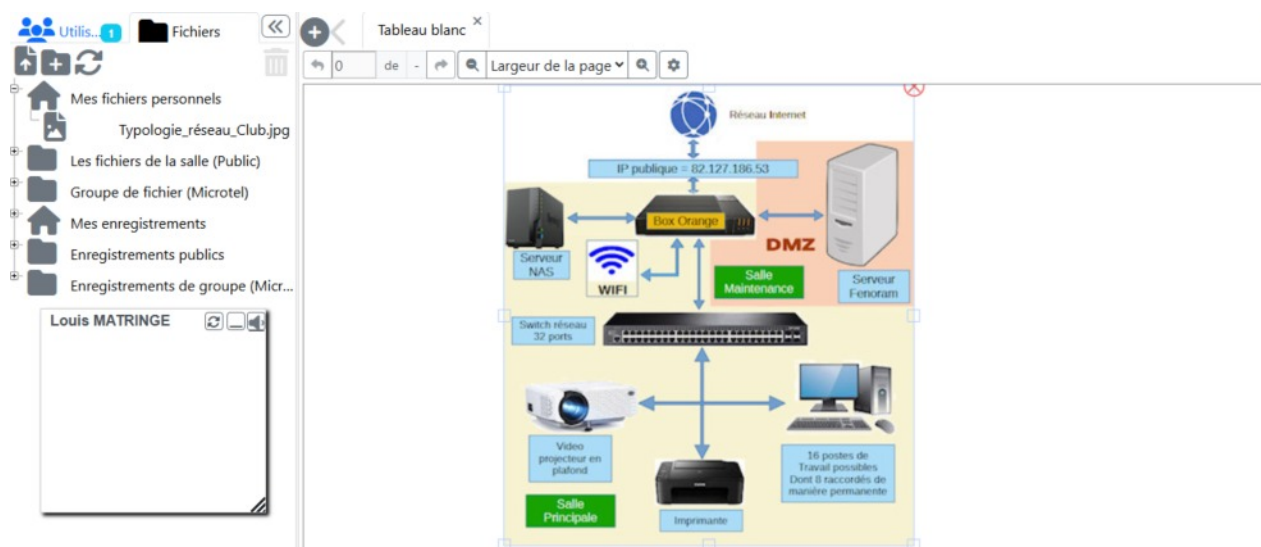 Utilis... 1
Fichiers
Mes fichiers personnels
Typologie_réseau_Club.jpg
Les fichiers de la salle (Public)
Groupe de fichier (Microtel)
Mes enregistrements
Enregistrements publics
Enregistrements de groupe (Micr...
Louis MATRINGE
Tableau blanc
0 de -
Largeur de la page
Réseau Internet
IP publique = 82.127.186.53
Box Orange
Serveur
NAS
WIFI
DMZ
Salle
Maintenance
Serveur
Fenoram
Switch réseau
32 ports
Video
projecteur en
plafond
16 postes de
Travail possibles
Dont 8 raccordés de
manière permanente
Salle
Principale
Imprimante